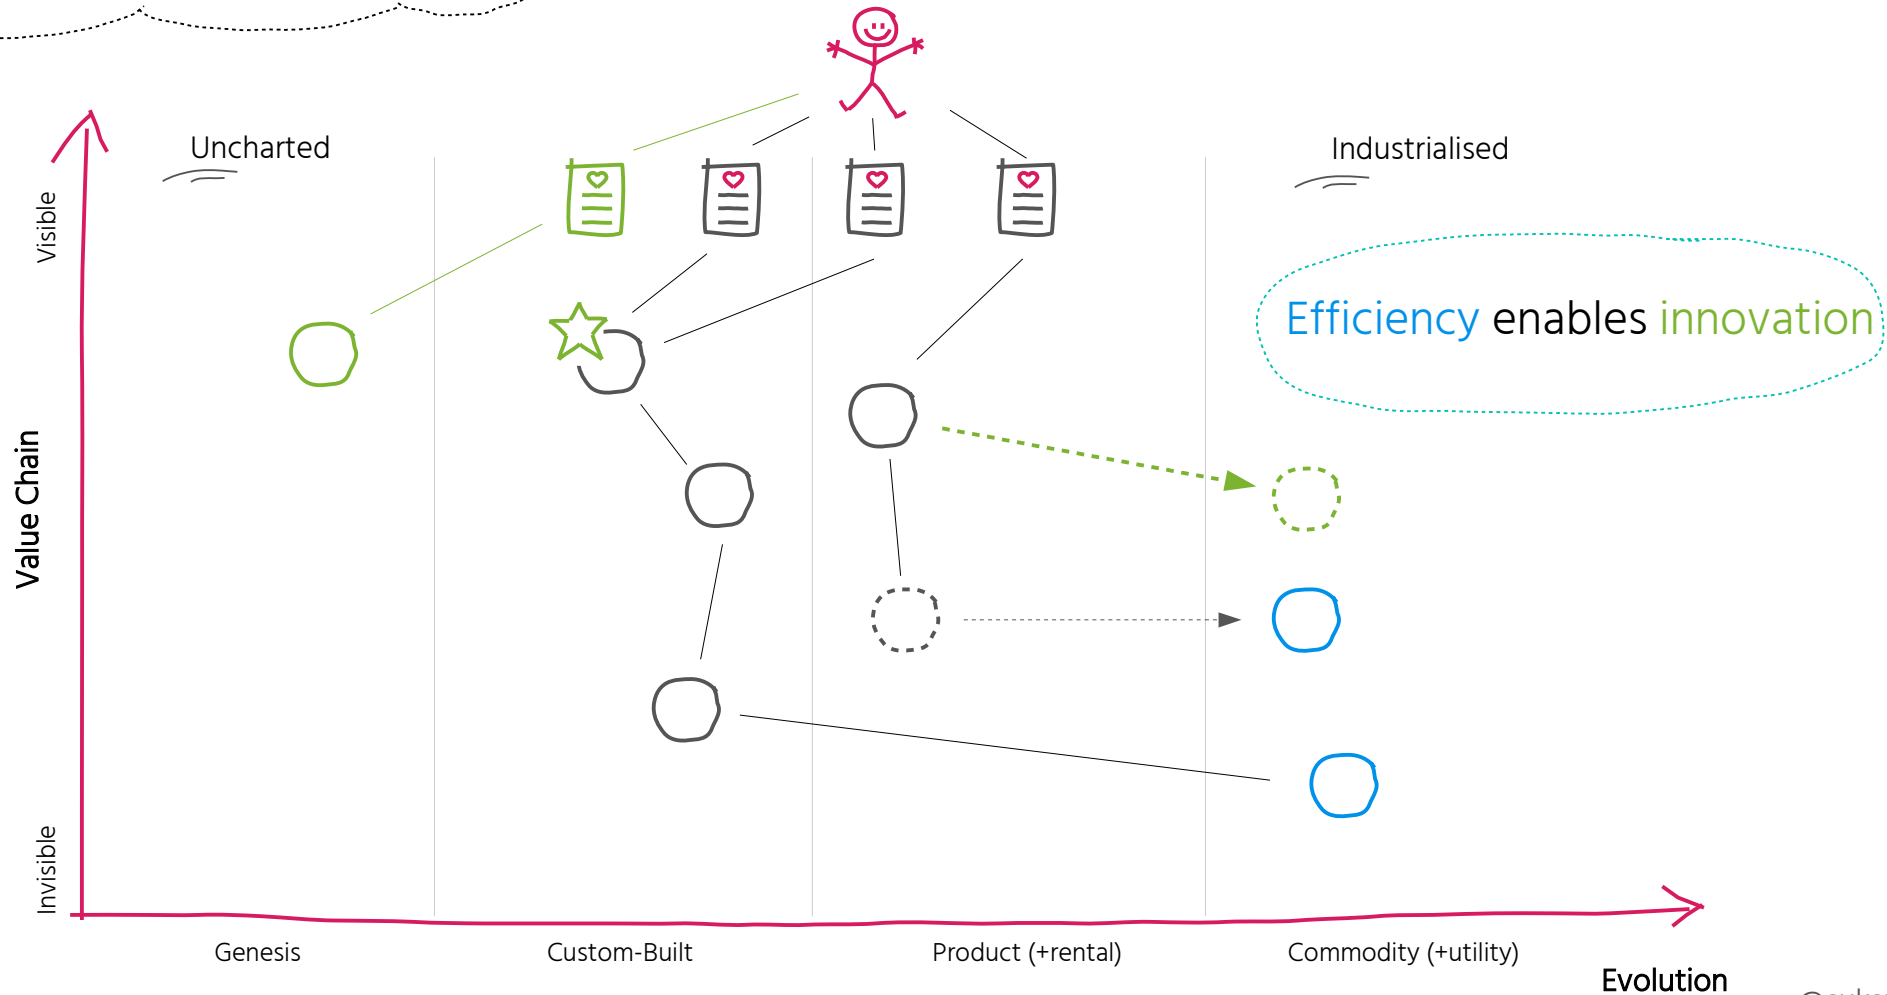 Uncharted
Industrialised
Visible
Efficiency enables innovation
Value Chain
Invisible
Genesis
Custom-Built
Product (+rental)
Commodity (+utility)
Evolution